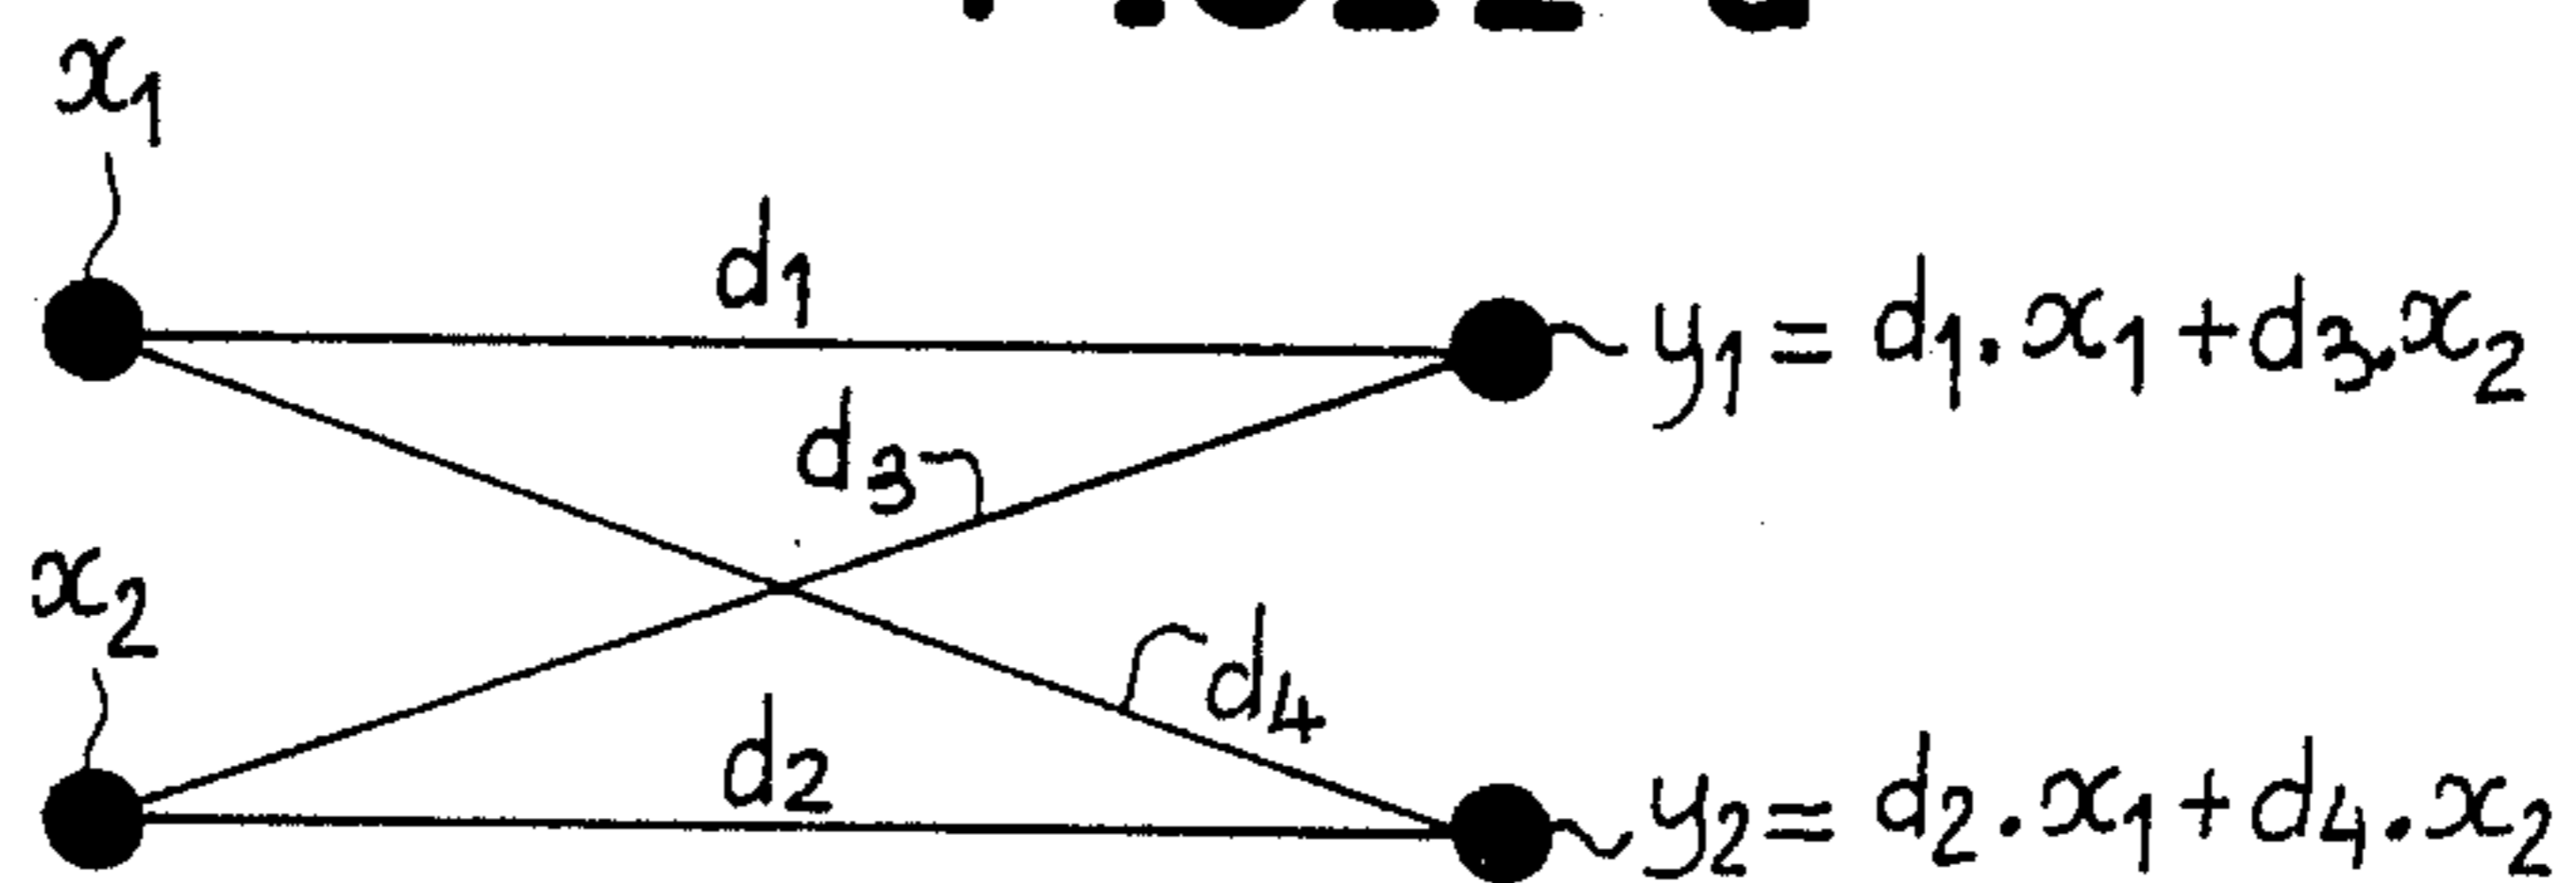 x1
d1
y1 = d1.x1 + d3.x2
d3
x2
d4
d2
y2 = d2.x1 + d4.x2